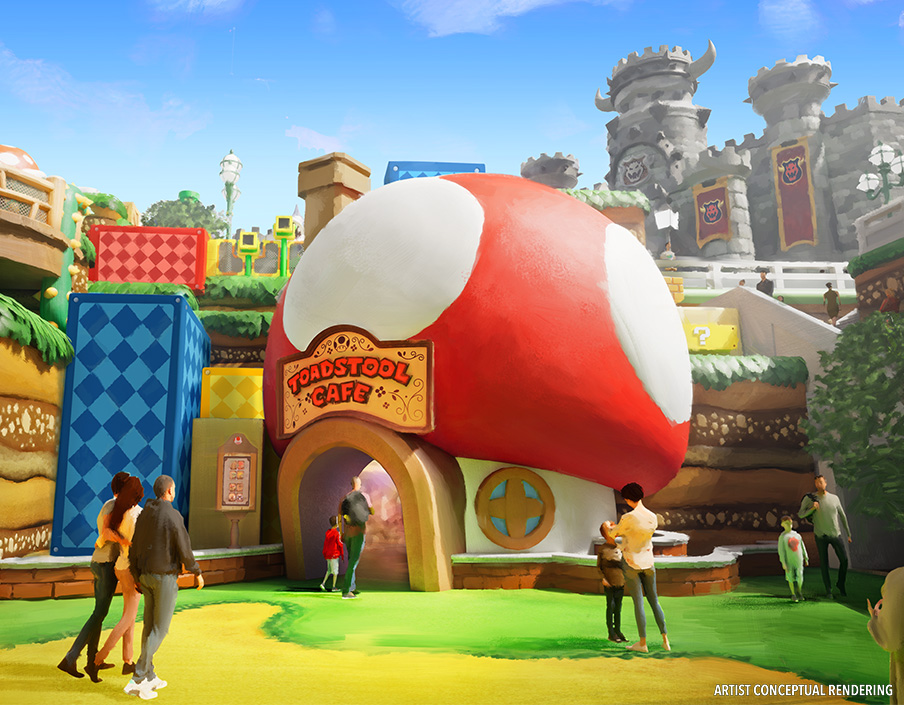 TOADSTOOL
CAFE
?
ARTIST CONCEPTUAL RENDERING